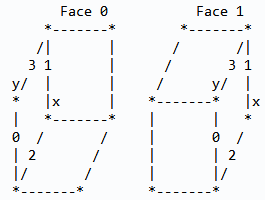 Face 0          Face 1
    *-------*       *-------*
   /|       |      /       /|
  3 1       |     /       3 1
y/  |       |    /      y/  |
*   |x      |   *-------*   |x
|   *-------*   |       |   *
0  /       /    |       0  /
| 2       /     |       | 2
|/       /      |       |/
*-------*       *-------*